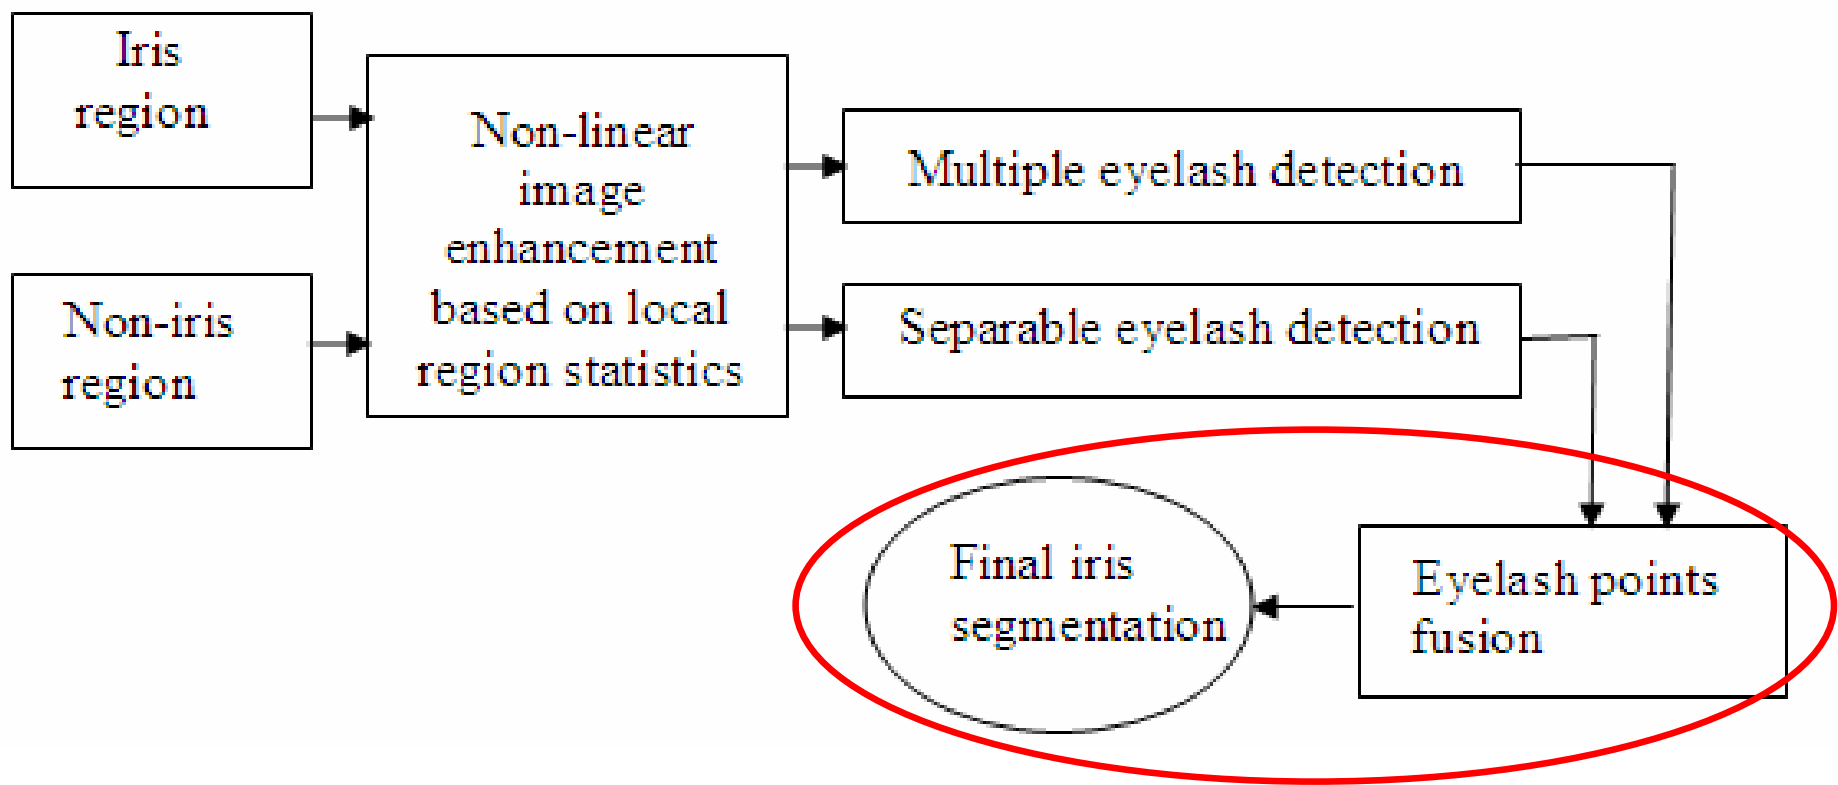 Iris
region
Non-iris
region
Non-linear
image
enhancement
based on local
region statistics
Multiple eyelash detection
Separable eyelash detection
Eyelash points
fusion
Final iris
segmentation